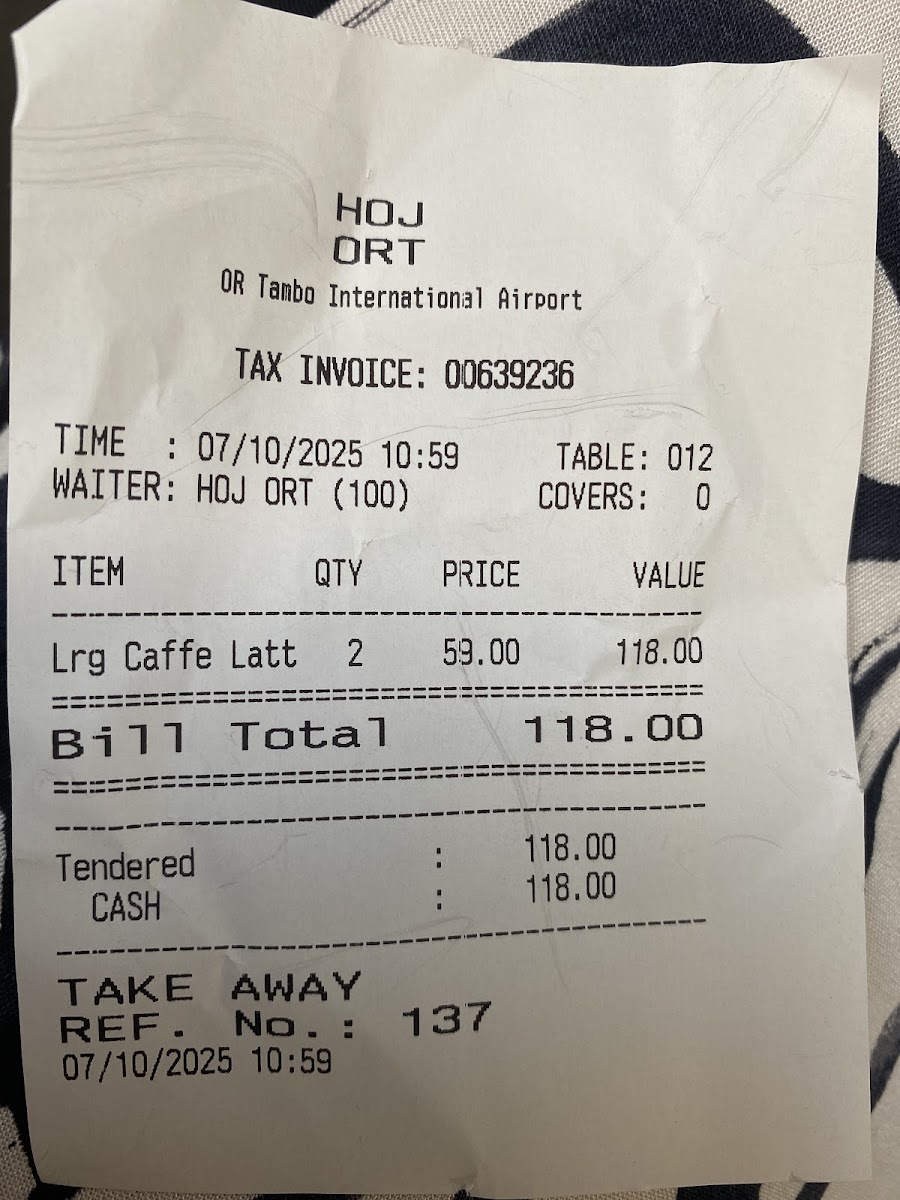 HOJ
ORT
OR Tambo International Airport
TAX INVOICE: 00639236
TIME : 07/10/2025 10:59 TABLE: 012
WAITER: HOJ ORT (100) COVERS: 0
ITEM QTY PRICE VALUE
Lrg Caffe Latt 2 59.00 118.00
Bill Total 118.00
Tendered : 118.00
CASH : 118.00
TAKE AWAY
REF. No.: 137
07/10/2025 10:59